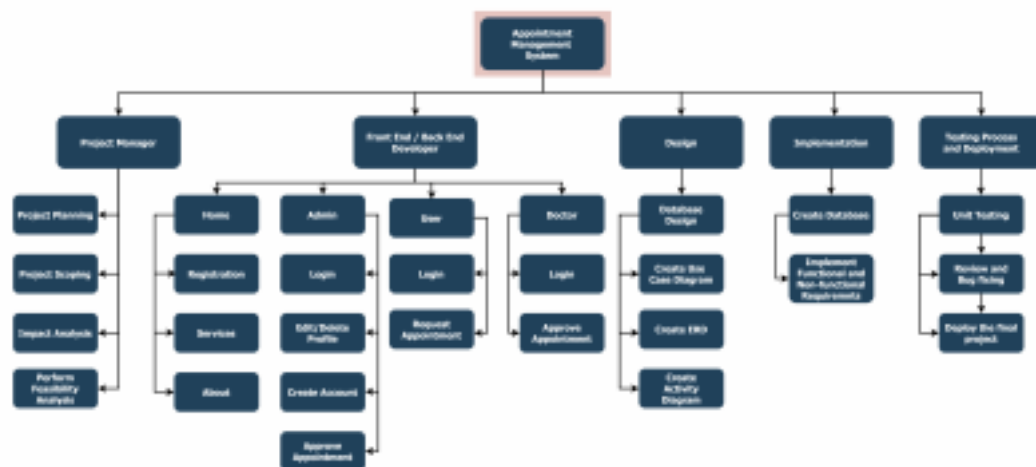 Appointment
Management
System
Project Manager
Front End / Back End
Developer
Design
Implementation
Testing Process
and Deployment
Project Planning
Project Scoping
Impact Analysis
Perform
Feasibility
Analysis
Home
Registration
Services
About
Admin
Login
Edit/Delete
Profile
Create Account
Approve
Appointment
User
Login
Request
Appointment
Doctor
Login
Approve
Appointment
Database
Design
Create Use
Case Diagram
Create ERD
Create
Activity
Diagram
Create Database
Implement
Functional and
Non-functional
Requirements
Unit Testing
Review and
Bug fixing
Deploy the final
project